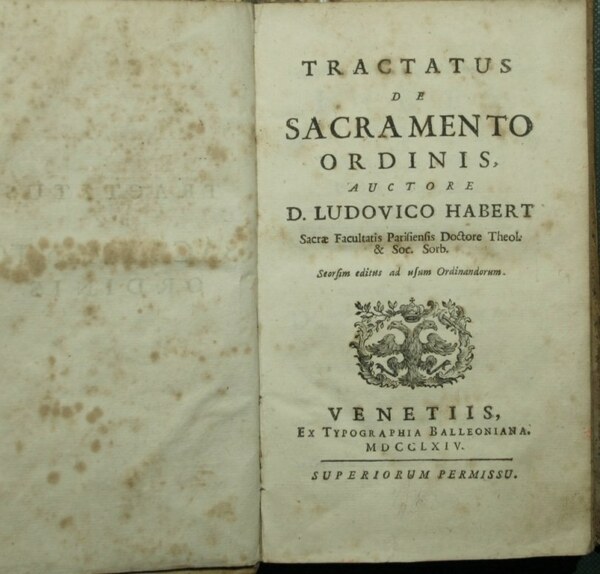 TRACTATUS
DE
SACRAMENTO
ORDINIS,
AUCTORE
D. LUDOVICO HABERT
Sacræ Facultatis Parisiensis Doctore Theol.
& Soc. Sorb.
Seorsim editus ad usum Ordinandorum.
VENETIIS,
EX TYPOGRAPHIA BALLEONIANA.
MDCCLXIV.
SUPERIORUM PERMISSU.